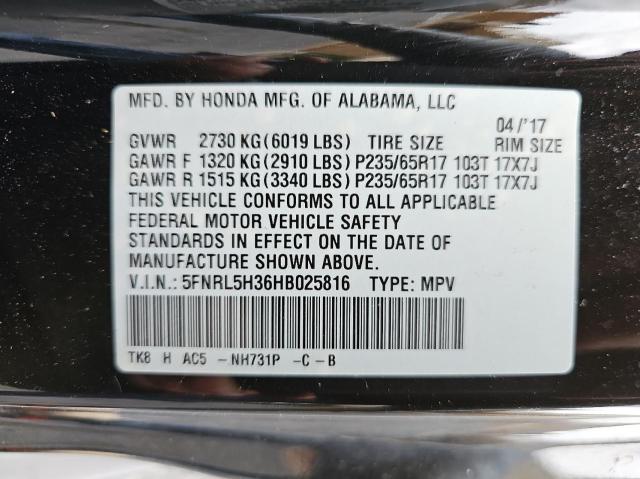 MFD. BY HONDA MFG. OF ALABAMA, LLC
04/'17
GVWR 2730 KG(6019 LBS) TIRE SIZE RIM SIZE
GAWR F 1320 KG(2910 LBS) P235/65R17 103T 17X7J
GAWR R 1515 KG(3340 LBS) P235/65R17 103T 17X7J
THIS VEHICLE CONFORMS TO ALL APPLICABLE
FEDERAL MOTOR VEHICLE SAFETY
STANDARDS IN EFFECT ON THE DATE OF
MANUFACTURE SHOWN ABOVE.
V.I.N.: 5FNRL5H36HB025816 TYPE: MPV
TK8 H AC5 -NH731P -C-B